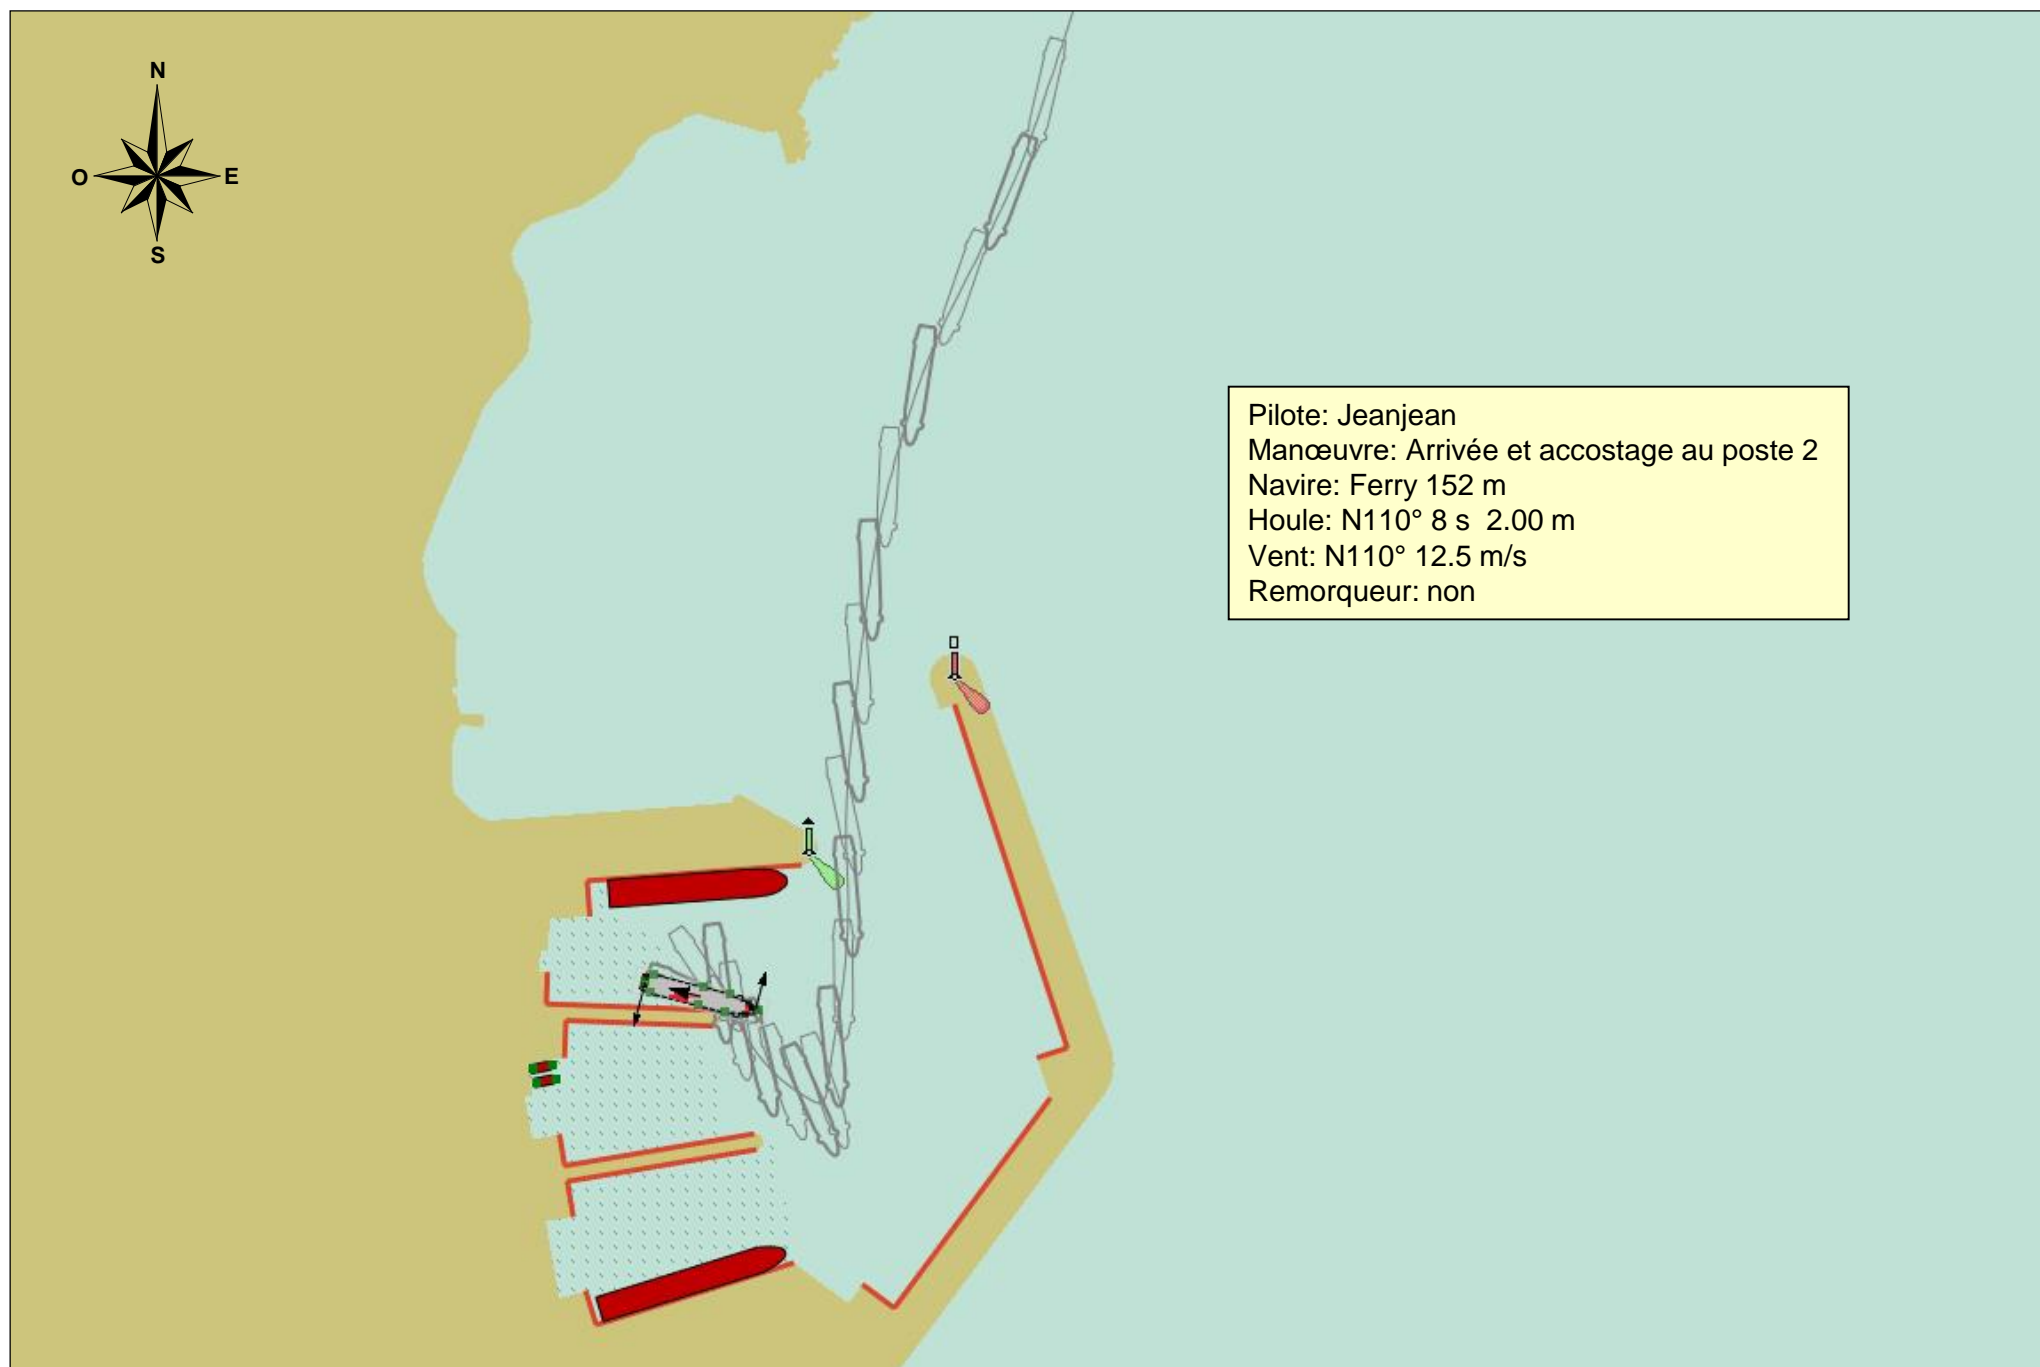 N
O
E
S
Pilote: Jeanjean
Manœuvre: Arrivée et accostage au poste 2
Navire: Ferry 152 m
Houle: N110° 8 s  2.00 m
Vent: N110° 12.5 m/s
Remorqueur: non